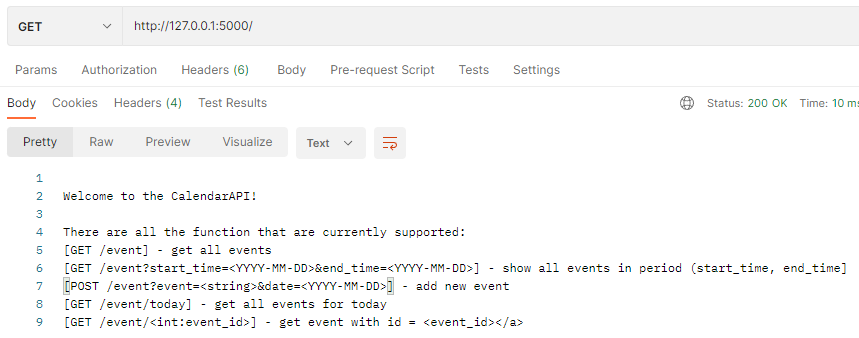 GET http://127.0.0.1:5000/
Params Authorization Headers (6) Body Pre-request Script Tests Settings
Body Cookies Headers (4) Test Results Status: 200 OK Time: 10 ms
Pretty Raw Preview Visualize Text
1
2 Welcome to the CalendarAPI!
3
4 There are all the function that are currently supported:
5 [GET /event] - get all events
6 [GET /event?start_time=<YYYY-MM-DD>&end_time=<YYYY-MM-DD>] - show all events in period (start_time, end_time]
7 [POST /event?event=<string>&date=<YYYY-MM-DD>] - add new event
8 [GET /event/today] - get all events for today
9 [GET /event/<int:event_id>] - get event with id = <event_id></a>